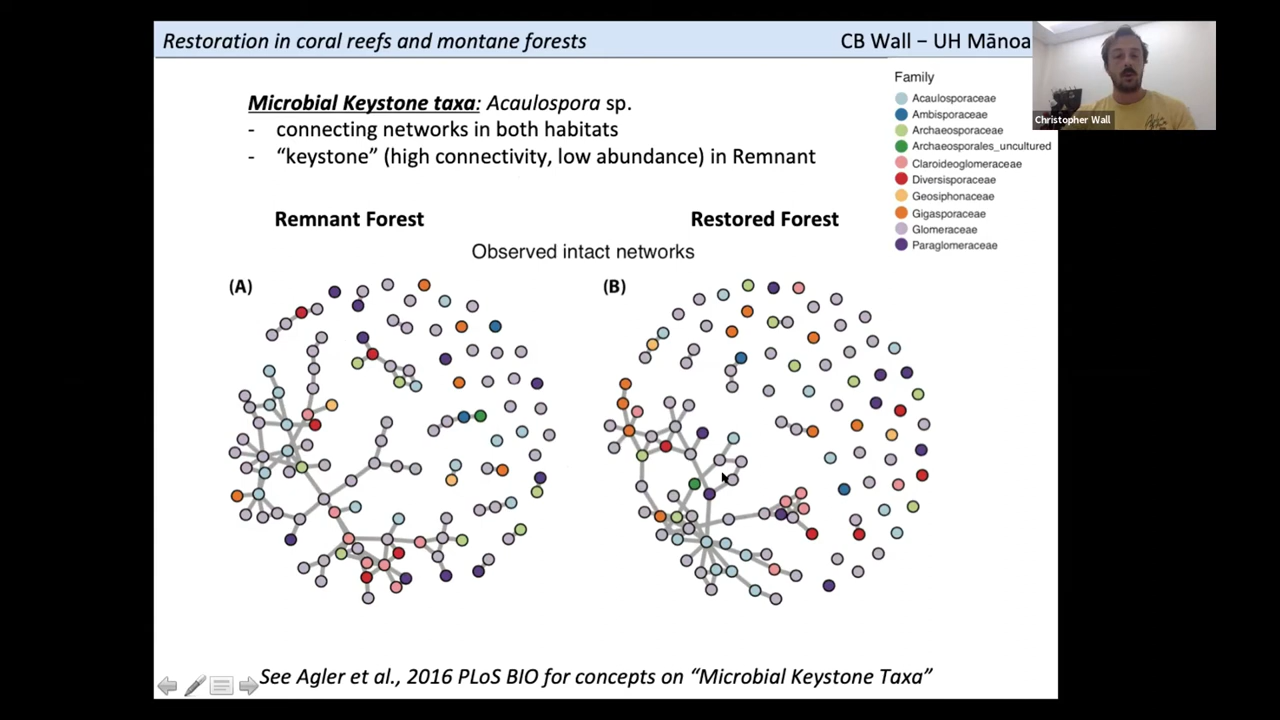 Restoration in coral reefs and montane forests
CB Wall – UH Mānoa
Christopher Wall
Microbial Keystone taxa: Acaulospora sp.
- connecting networks in both habitats
- “keystone” (high connectivity, low abundance) in Remnant
Family
Acaulosporaceae
Ambisporaceae
Archaeosporaceae
Archaeosporales_uncultured
Claroideoglomeraceae
Diversisporaceae
Geosiphonaceae
Gigasporaceae
Glomeraceae
Paraglomeraceae
Remnant Forest
Restored Forest
Observed intact networks
(A)
(B)
See Agler et al., 2016 PLoS BIO for concepts on “Microbial Keystone Taxa”